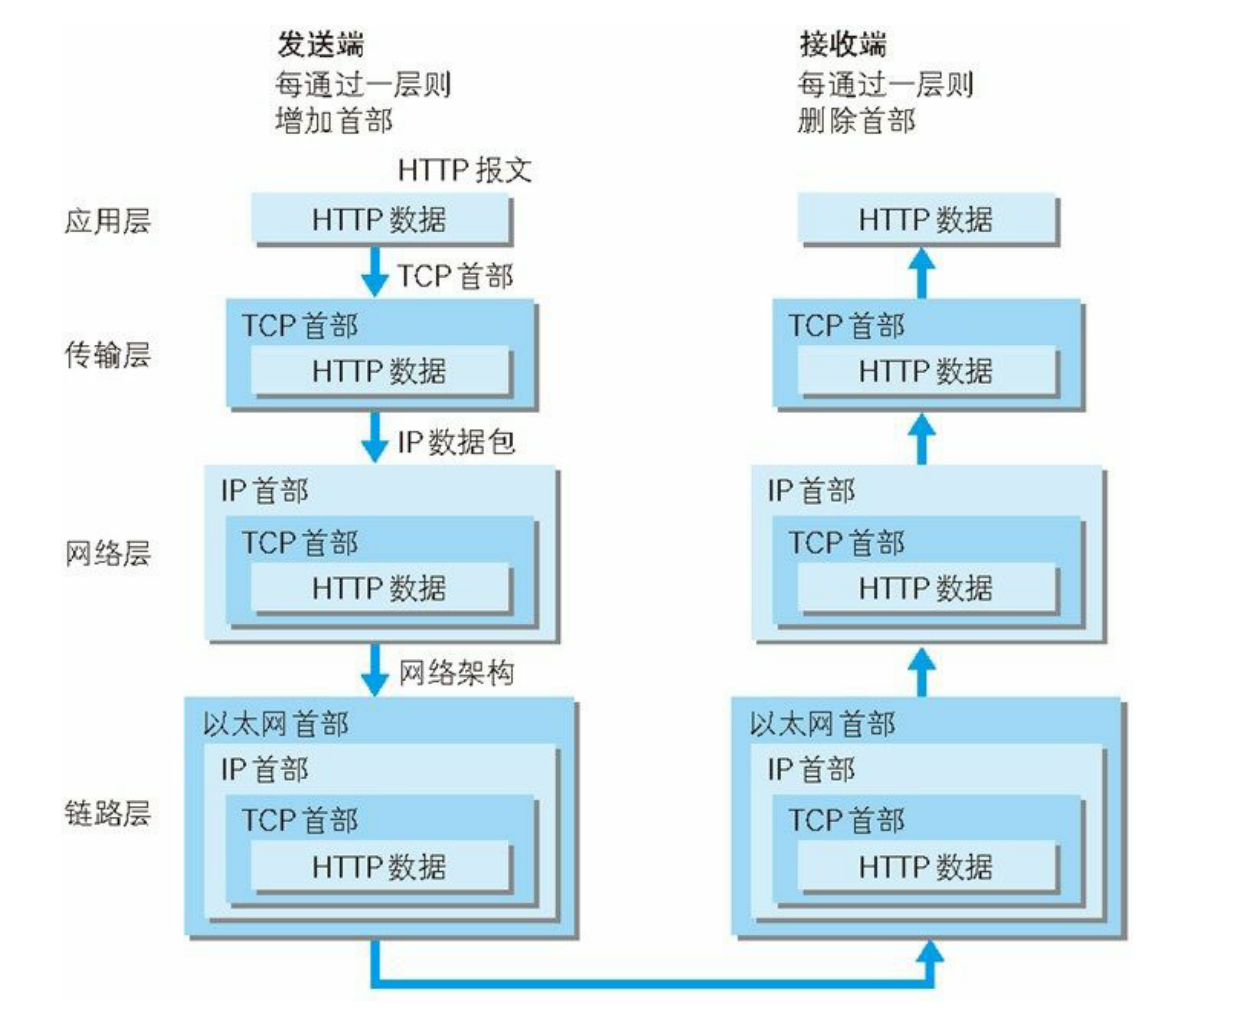 发送端
每通过一层则
增加首部
接收端
每通过一层则
删除首部
HTTP 报文
应用层
HTTP 数据
HTTP 数据
TCP 首部
传输层
TCP 首部
HTTP 数据
TCP 首部
HTTP 数据
IP 数据包
网络层
IP 首部
TCP 首部
HTTP 数据
IP 首部
TCP 首部
HTTP 数据
网络架构
链路层
以太网首部
IP 首部
TCP 首部
HTTP 数据
以太网首部
IP 首部
TCP 首部
HTTP 数据